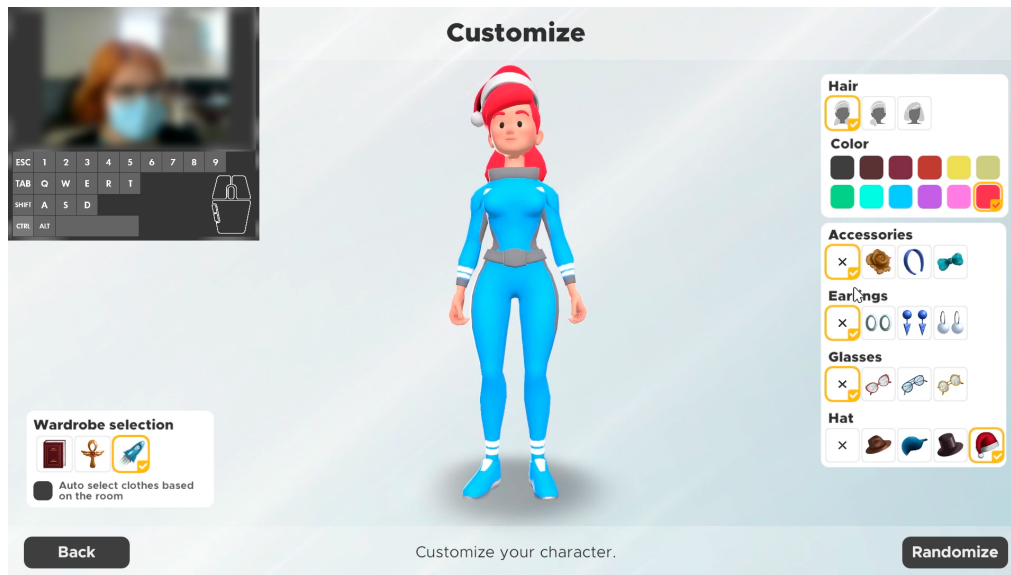 Customize
ESC 1 2 3 4 5 6 7 8 9
TAB Q W E R T
SHIFT A S D
CTRL ALT
Hair
Color
Accessories
Earings
Glasses
Hat
Wardrobe selection
Auto select clothes based
on the room
Back
Customize your character.
Randomize